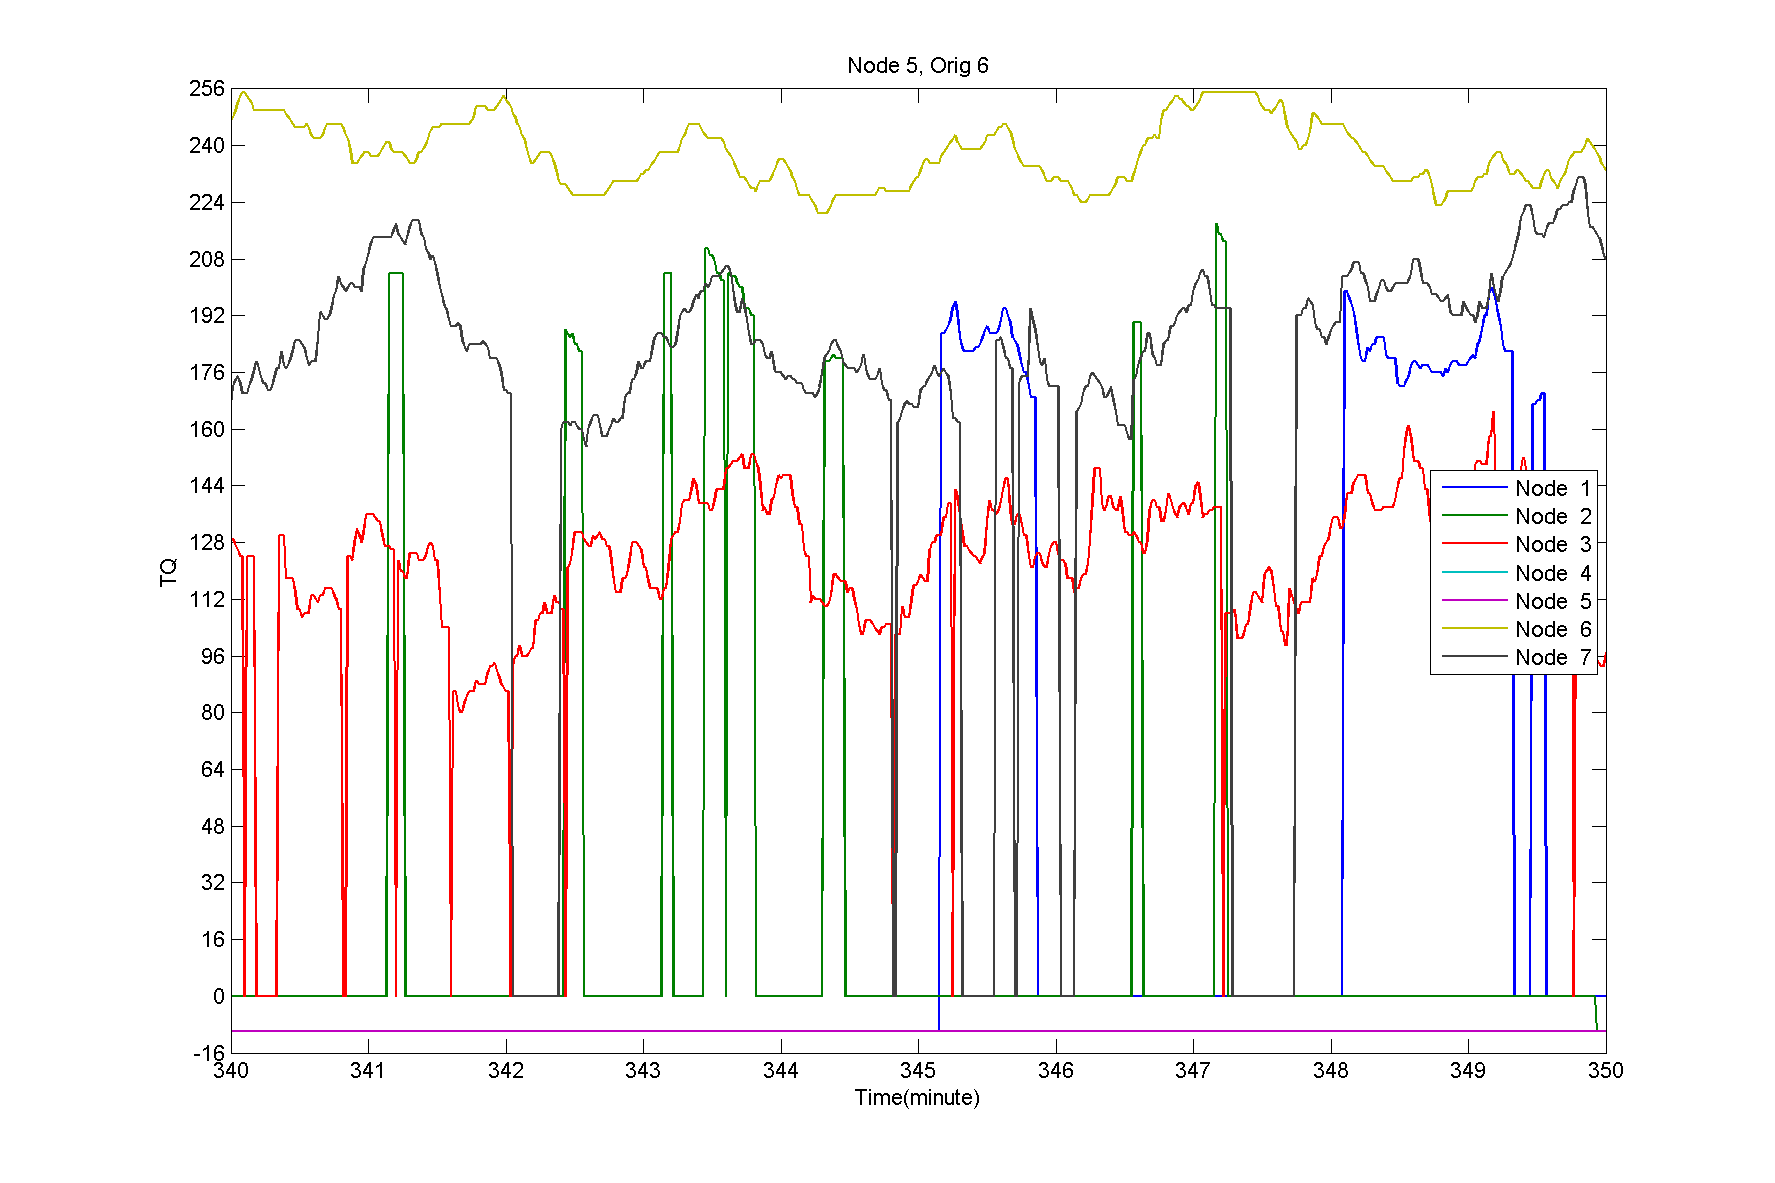 Node 5, Orig 6
256
240
224
208
192
176
160
144
128
112
96
80
64
48
32
16
0
-16
TQ
Node 1
Node 2
Node 3
Node 4
Node 5
Node 6
Node 7
340 341 342 343 344 345 346 347 348 349 350
Time(minute)